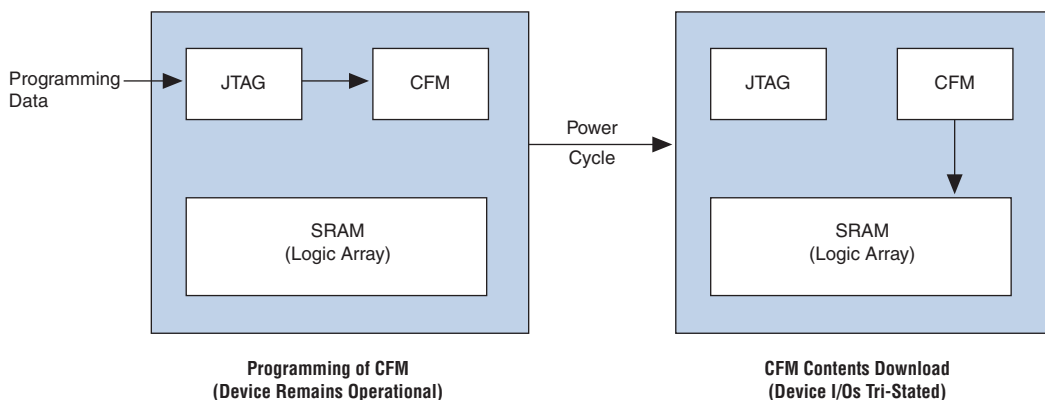 Programming
Data
JTAG
CFM
SRAM
(Logic Array)
Programming of CFM
(Device Remains Operational)
Power
Cycle
JTAG
CFM
SRAM
(Logic Array)
CFM Contents Download
(Device I/Os Tri-Stated)